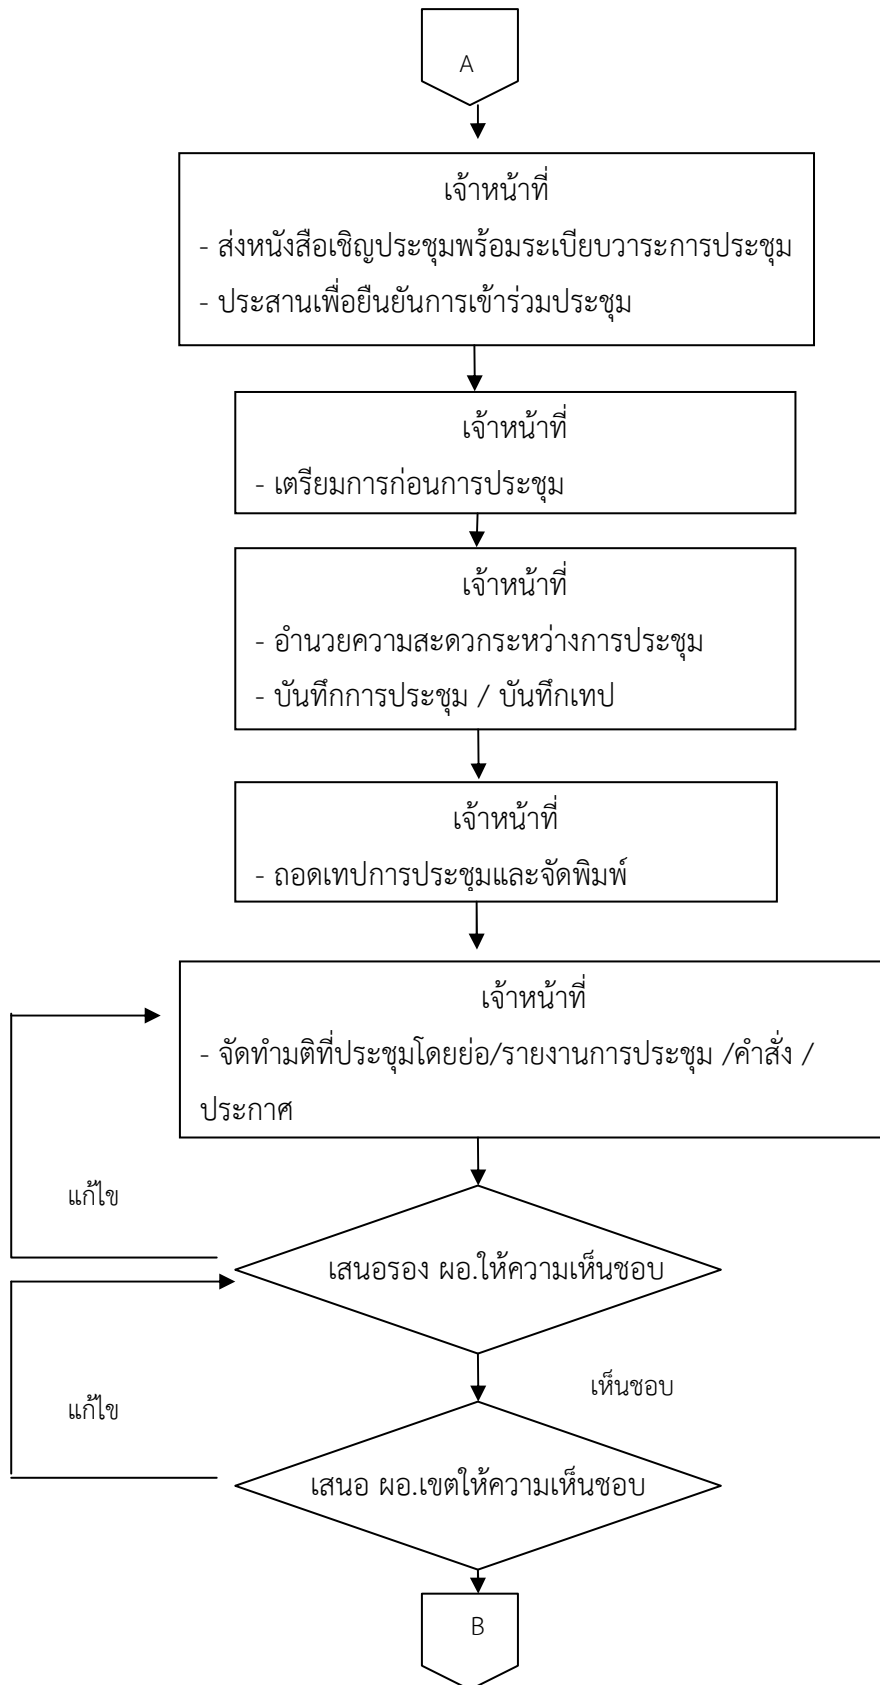 A
เจ้าหน้าที่
- ส่งหนังสือเชิญประชุมพร้อมระเบียบวาระการประชุม
- ประสานเพื่อยืนยันการเข้าร่วมประชุม
เจ้าหน้าที่
- เตรียมการก่อนการประชุม
เจ้าหน้าที่
- อำนวยความสะดวกระหว่างการประชุม
- บันทึกการประชุม / บันทึกเทป
เจ้าหน้าที่
- ถอดเทปการประชุมและจัดพิมพ์
เจ้าหน้าที่
- จัดทำมติที่ประชุมโดยย่อ/รายงานการประชุม /คำสั่ง /
ประกาศ
แก้ไข
เสนอรอง ผอ.ให้ความเห็นชอบ
เห็นชอบ
แก้ไข
เสนอ ผอ.เขตให้ความเห็นชอบ
B